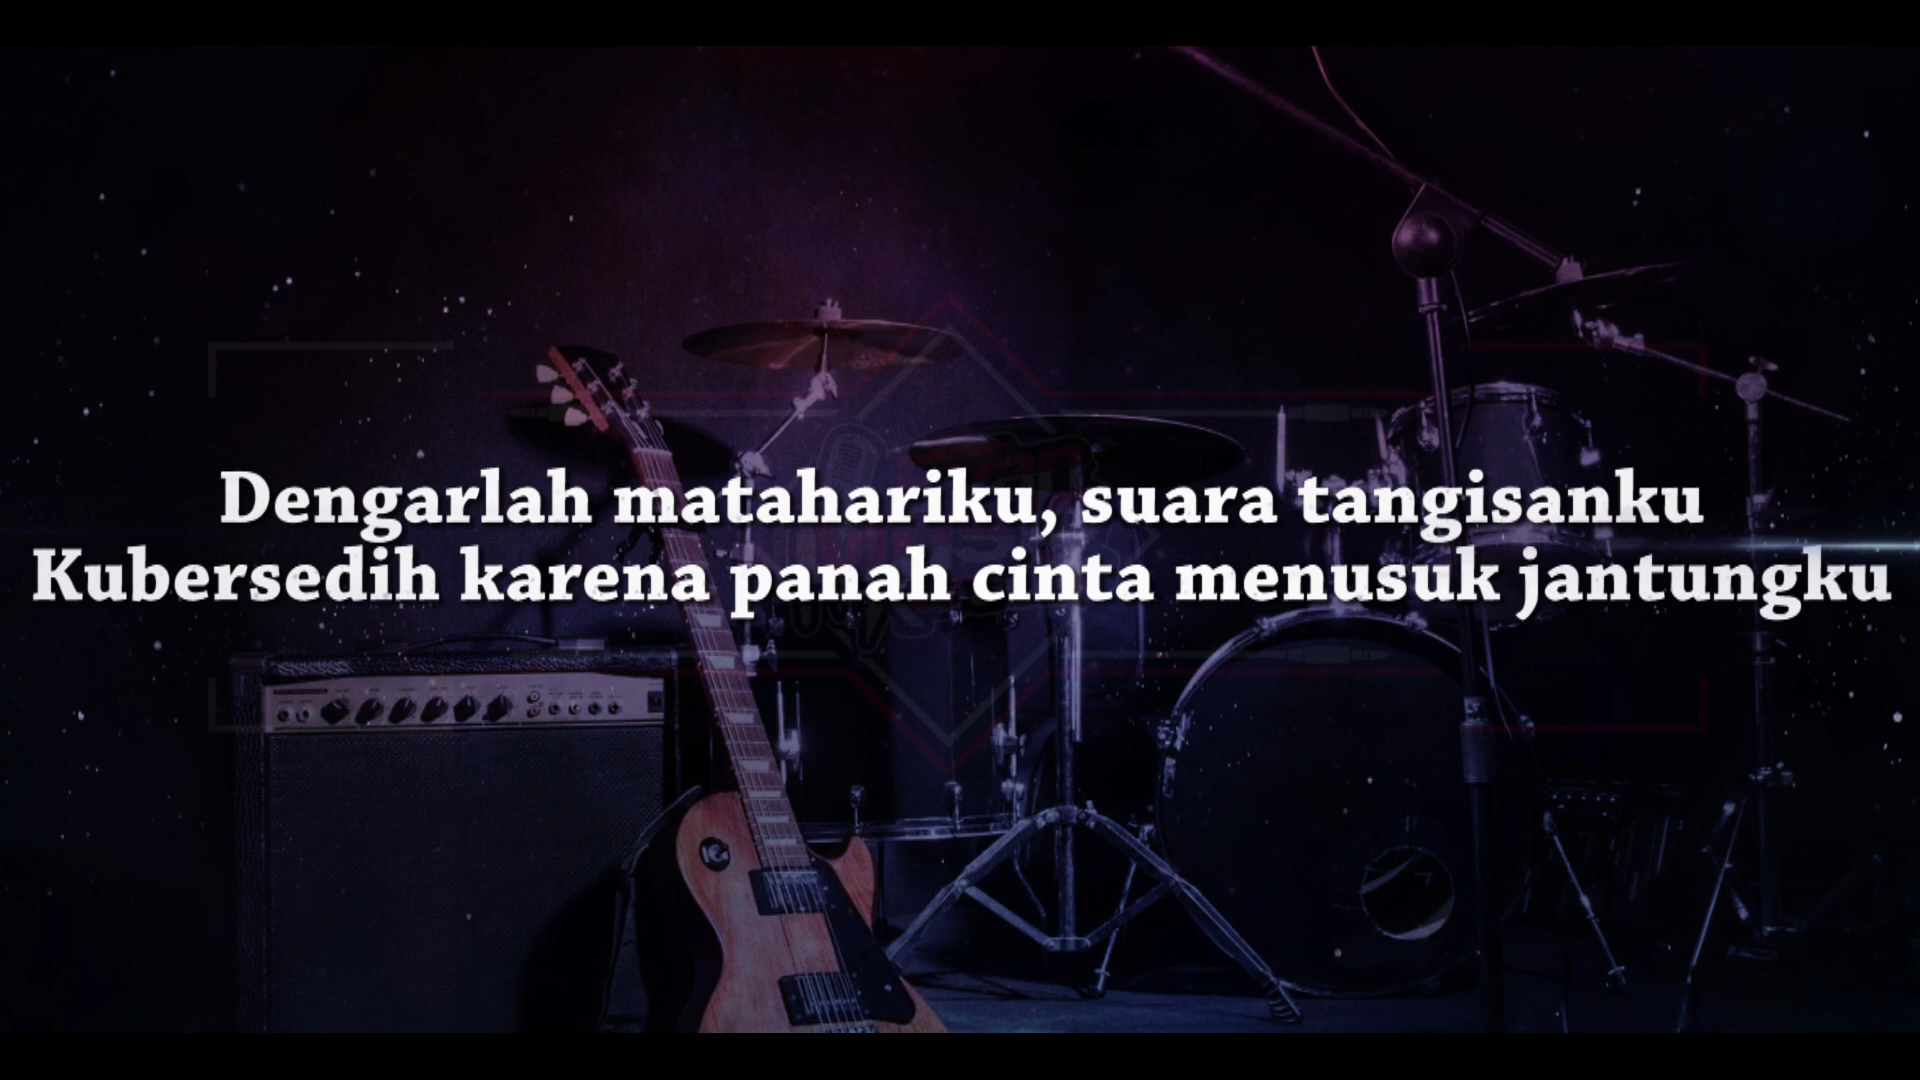 Dengarlah matahariku, suara tangisanku
Kubersedih karena panah cinta menusuk jantungku